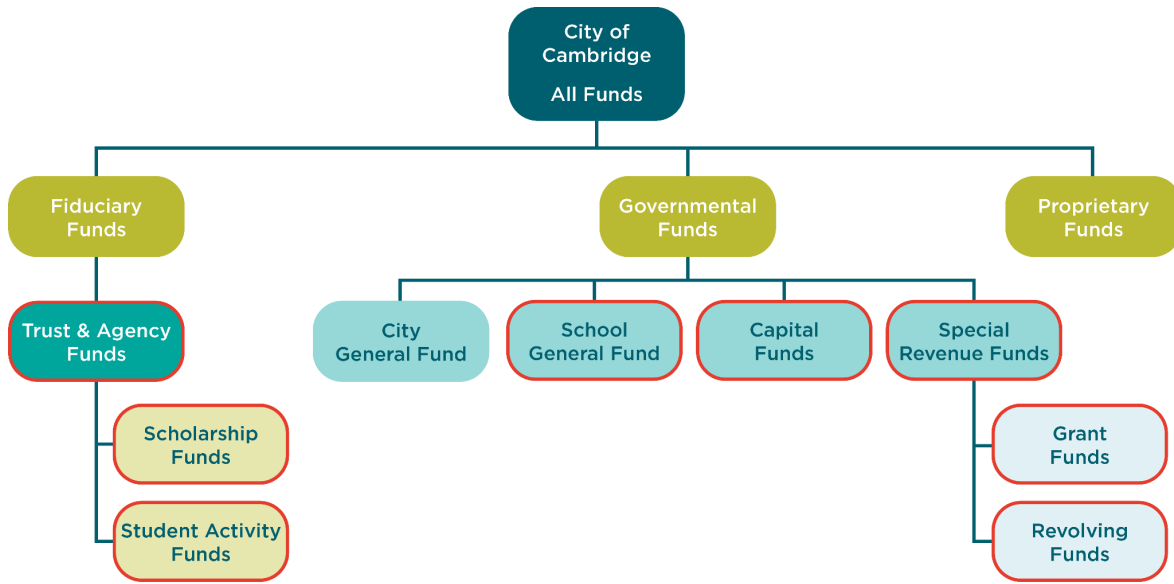 City of
Cambridge
All Funds
Fiduciary
Funds
Governmental
Funds
Proprietary
Funds
Trust & Agency
Funds
City
General Fund
School
General Fund
Capital
Funds
Special
Revenue Funds
Scholarship
Funds
Grant
Funds
Student Activity
Funds
Revolving
Funds